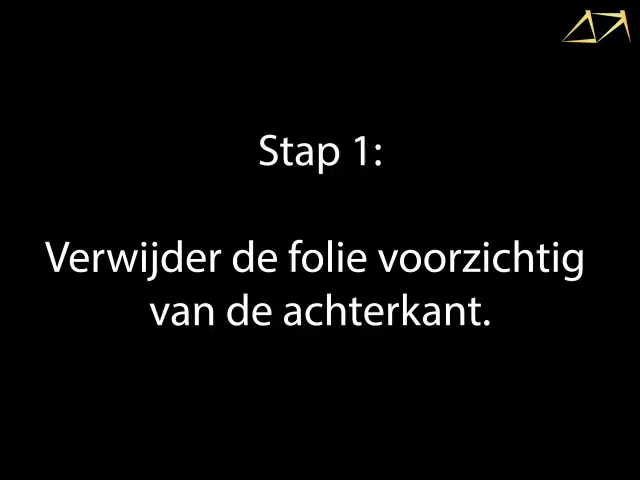 Stap 1:
Verwijder de folie voorzichtig
van de achterkant.